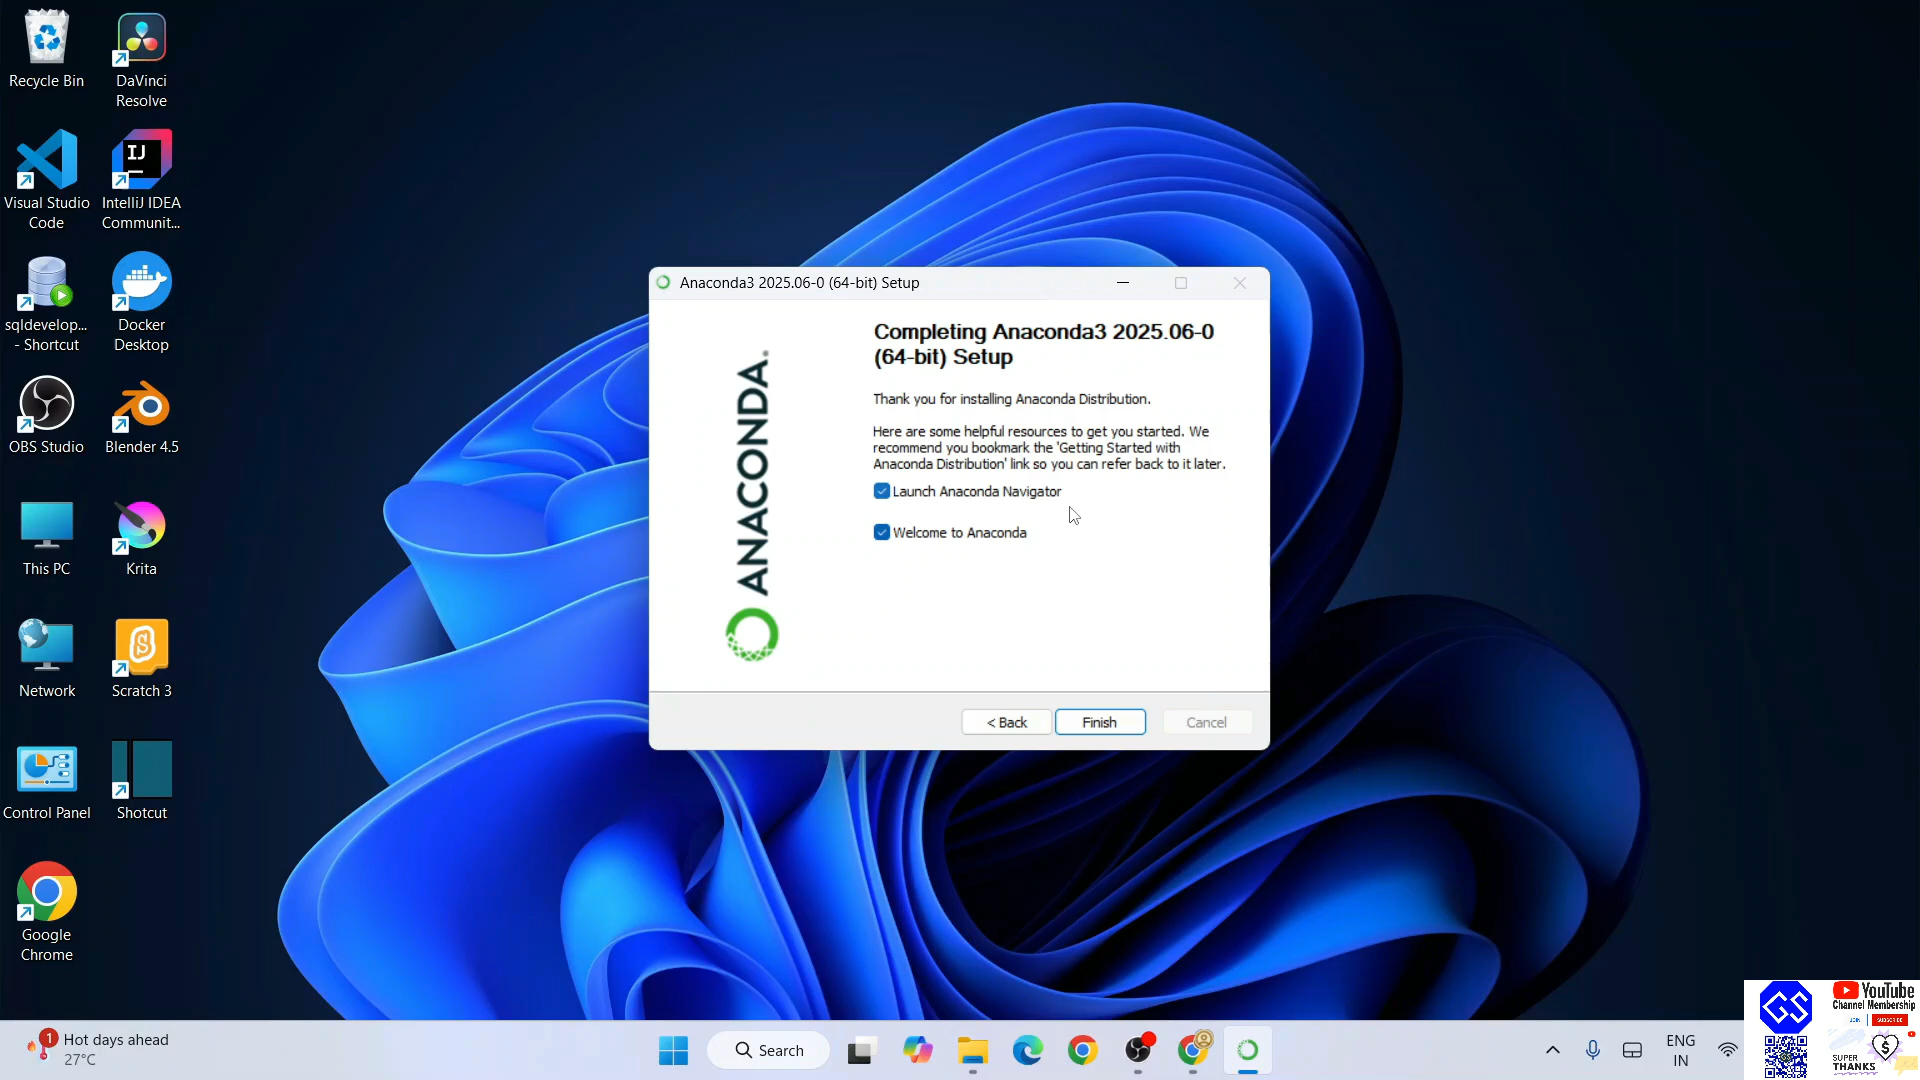 Recycle Bin
DaVinci
Resolve
Visual Studio
Code
IJ
IntelliJ IDEA
Communit...
sqldevelop...
- Shortcut
Docker
Desktop
OBS Studio
Blender 4.5
This PC
Krita
Network
Scratch 3
Control Panel
Shotcut
Google
Chrome
Anaconda3 2025.06-0 (64-bit) Setup
ANACONDA.
Completing Anaconda3 2025.06-0
(64-bit) Setup
Thank you for installing Anaconda Distribution.
Here are some helpful resources to get you started. We
recommend you bookmark the 'Getting Started with
Anaconda Distribution' link so you can refer back to it later.
Launch Anaconda Navigator
Welcome to Anaconda
< Back
Finish
Cancel
1
Hot days ahead
27°C
Search
ENG
IN
GS
YouTube
Channel Membership
JOIN
SUBSCRIBE
SUPER
THANKS